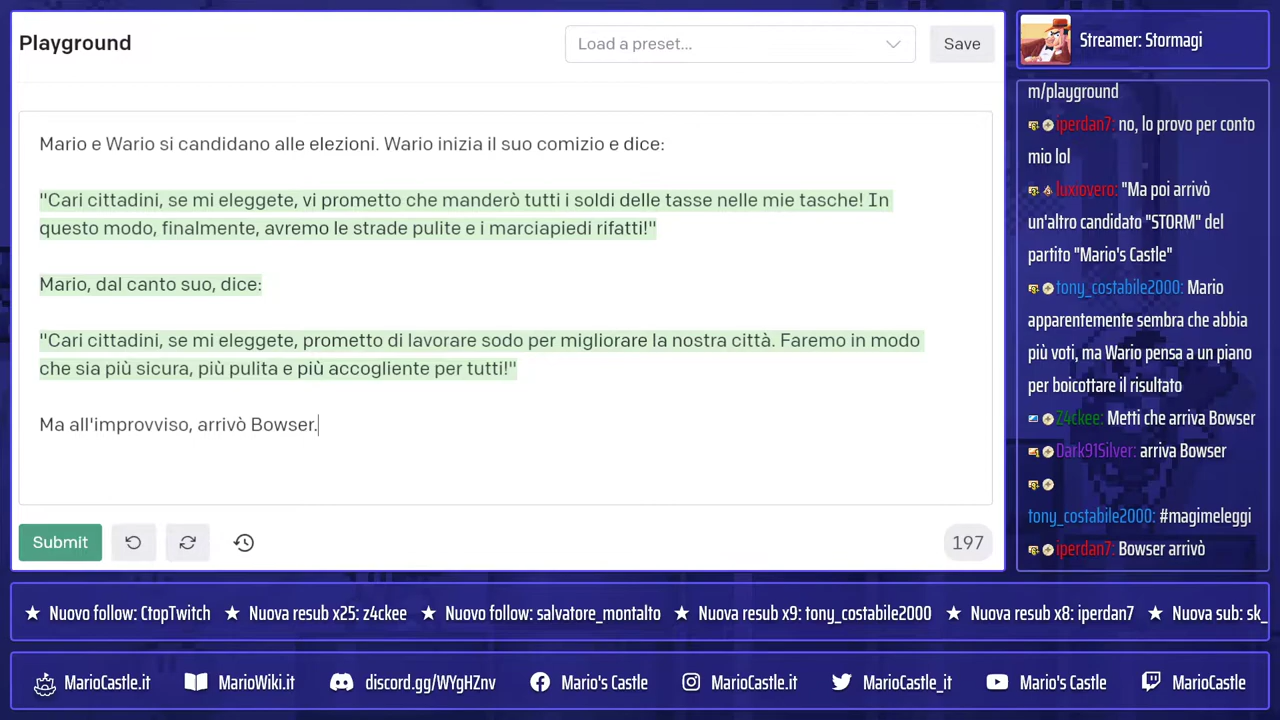 Playground
Load a preset...
Save
Mario e Wario si candidano alle elezioni. Wario inizia il suo comizio e dice:
"Cari cittadini, se mi eleggete, vi prometto che manderò tutti i soldi delle tasse nelle mie tasche! In
questo modo, finalmente, avremo le strade pulite e i marciapiedi rifatti!"
Mario, dal canto suo, dice:
"Cari cittadini, se mi eleggete, prometto di lavorare sodo per migliorare la nostra città. Faremo in modo
che sia più sicura, più pulita e più accogliente per tutti!"
Ma all'improvviso, arrivò Bowser.
Submit
197
Streamer: Stormagi
m/playground
iperdan7: no, lo provo per conto
mio lol
luxiovero: "Ma poi arrivò
un'altro candidato "STORM" del
partito "Mario's Castle"
tony_costabile2000: Mario
apparentemente sembra che abbia
più voti, ma Wario pensa a un piano
per boicottare il risultato
Z4ckee: Metti che arriva Bowser
Dark91Silver: arriva Bowser
tony_costabile2000: #magimeleggi
iperdan7: Bowser arrivò
★ Nuovo follow: CtopTwitch ★ Nuova resub x25: z4ckee ★ Nuovo follow: salvatore_montalto ★ Nuova resub x9: tony_costabile2000 ★ Nuova resub x8: iperdan7 ★ Nuova sub: sk_
MarioCastle.it MarioWiki.it discord.gg/WYgHZnv Mario's Castle MarioCastle.it MarioCastle_it Mario's Castle MarioCastle